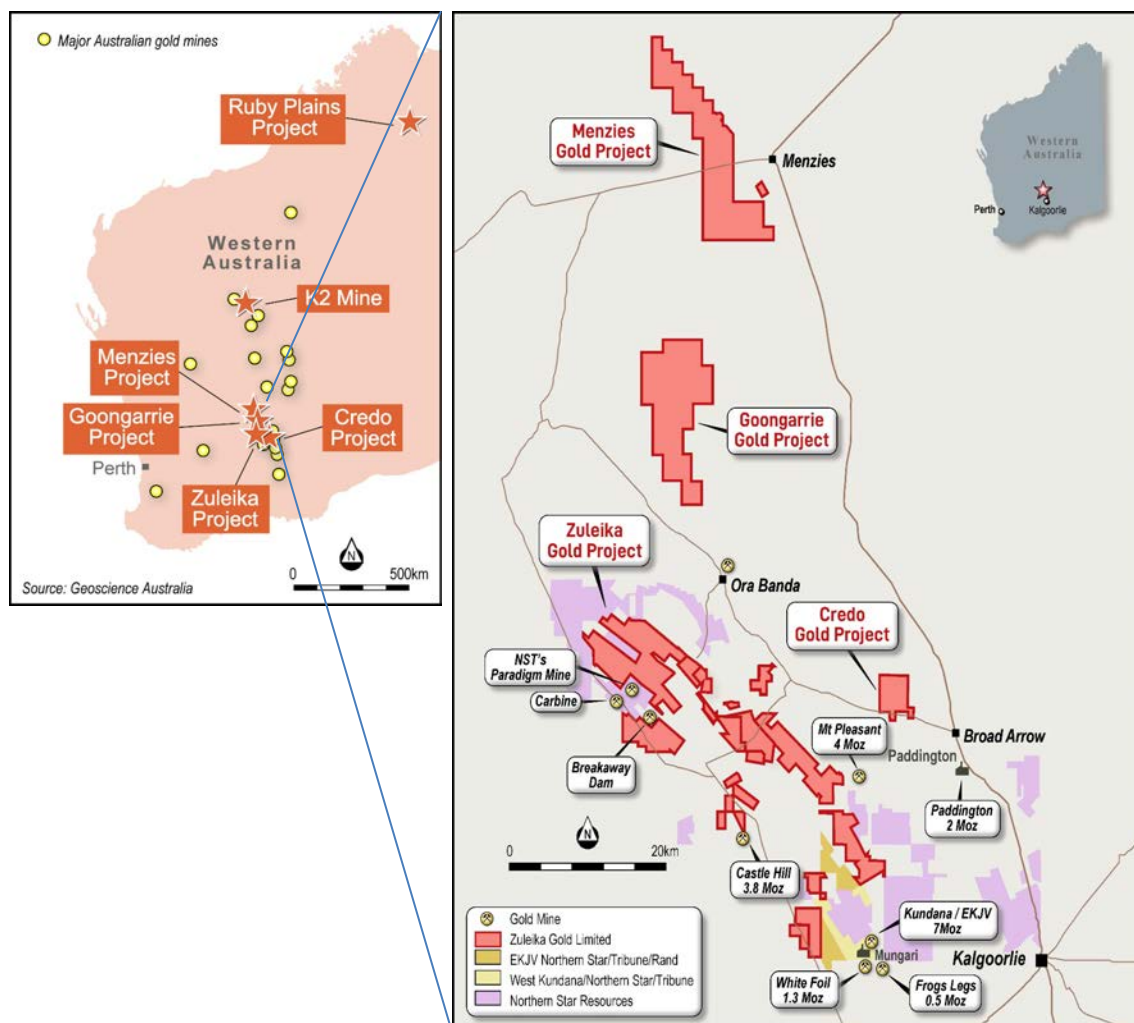 Major Australian gold mines
Ruby Plains
Project
Western
Australia
K2 Mine
Menzies
Project
Goongarrie
Project
Credo
Project
Perth
Zuleika
Project
N
0 500km
Source: Geoscience Australia
Menzies
Gold Project
Menzies
Western
Australia
Perth
Kalgoorlie
Goongarrie
Gold Project
Zuleika
Gold Project
Ora Banda
Credo
Gold Project
NST's
Paradigm Mine
Carbine
Breakaway
Dam
Mt Pleasant
4 Moz
Broad Arrow
Paddington
Paddington
2 Moz
N
0 20km
Castle Hill
3.8 Moz
Kundana / EKJV
7Moz
Mungari
Kalgoorlie
White Foil
1.3 Moz
Frogs Legs
0.5 Moz
Gold Mine
Zuleika Gold Limited
EKJV Northern Star/Tribune/Rand
West Kundana/Northern Star/Tribune
Northern Star Resources